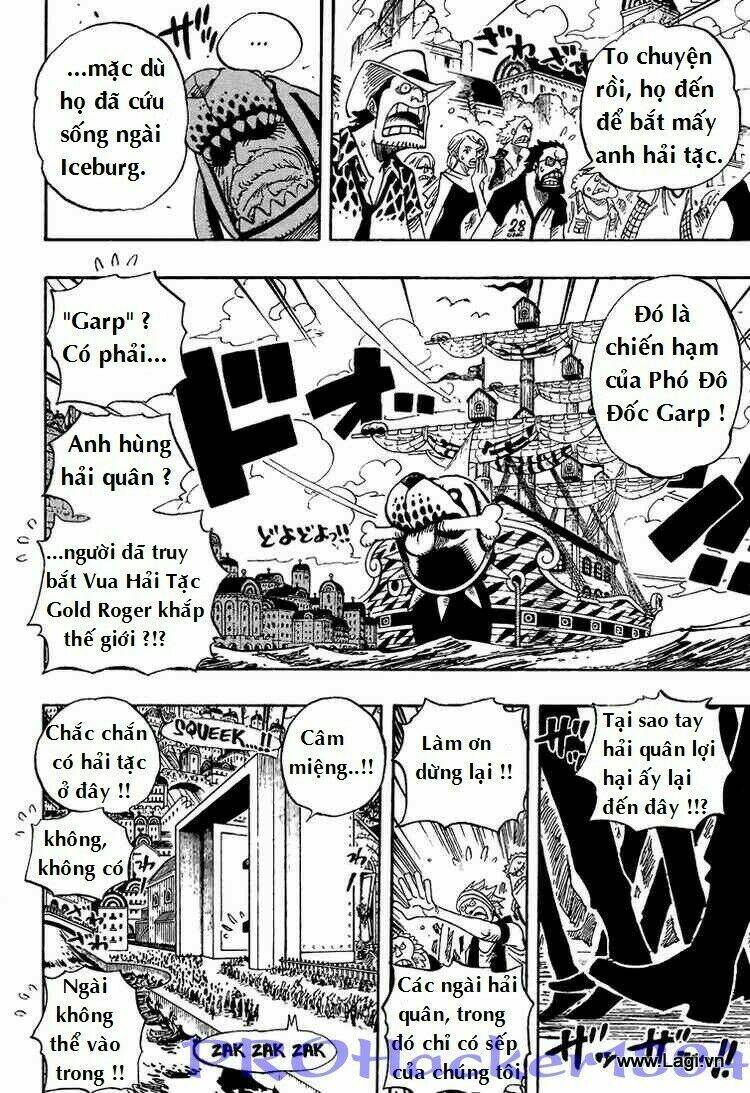 To chuyện
rồi, họ đến
để bắt mấy
anh hải tặc.
...
...mặc dù
họ đã cứu
sống ngài
Iceburg.
28
Đó là
chiến hạm
của Phó Đô
Đốc Garp !
"Garp" ?
Có phải...
Anh hùng
hải quân ?
...người đã truy
bắt Vua Hải Tặc
Gold Roger khắp
thế giới ?!?
ドオ
どよどよっ!!
Tại sao tay
hải quân lợi
hại ấy lại
đến đây !!?
Làm ơn
dừng lại !!
Các ngài hải
quân, trong
đó chỉ có sếp
của chúng tôi,
Câm
miệng..!!
SQUEEK...!!
Chắc chắn
có hải tặc
ở đây !!
không,
không có
Ngài
không
thể vào
trong !!
ZAK ZAK ZAK
www.Lagi.vn